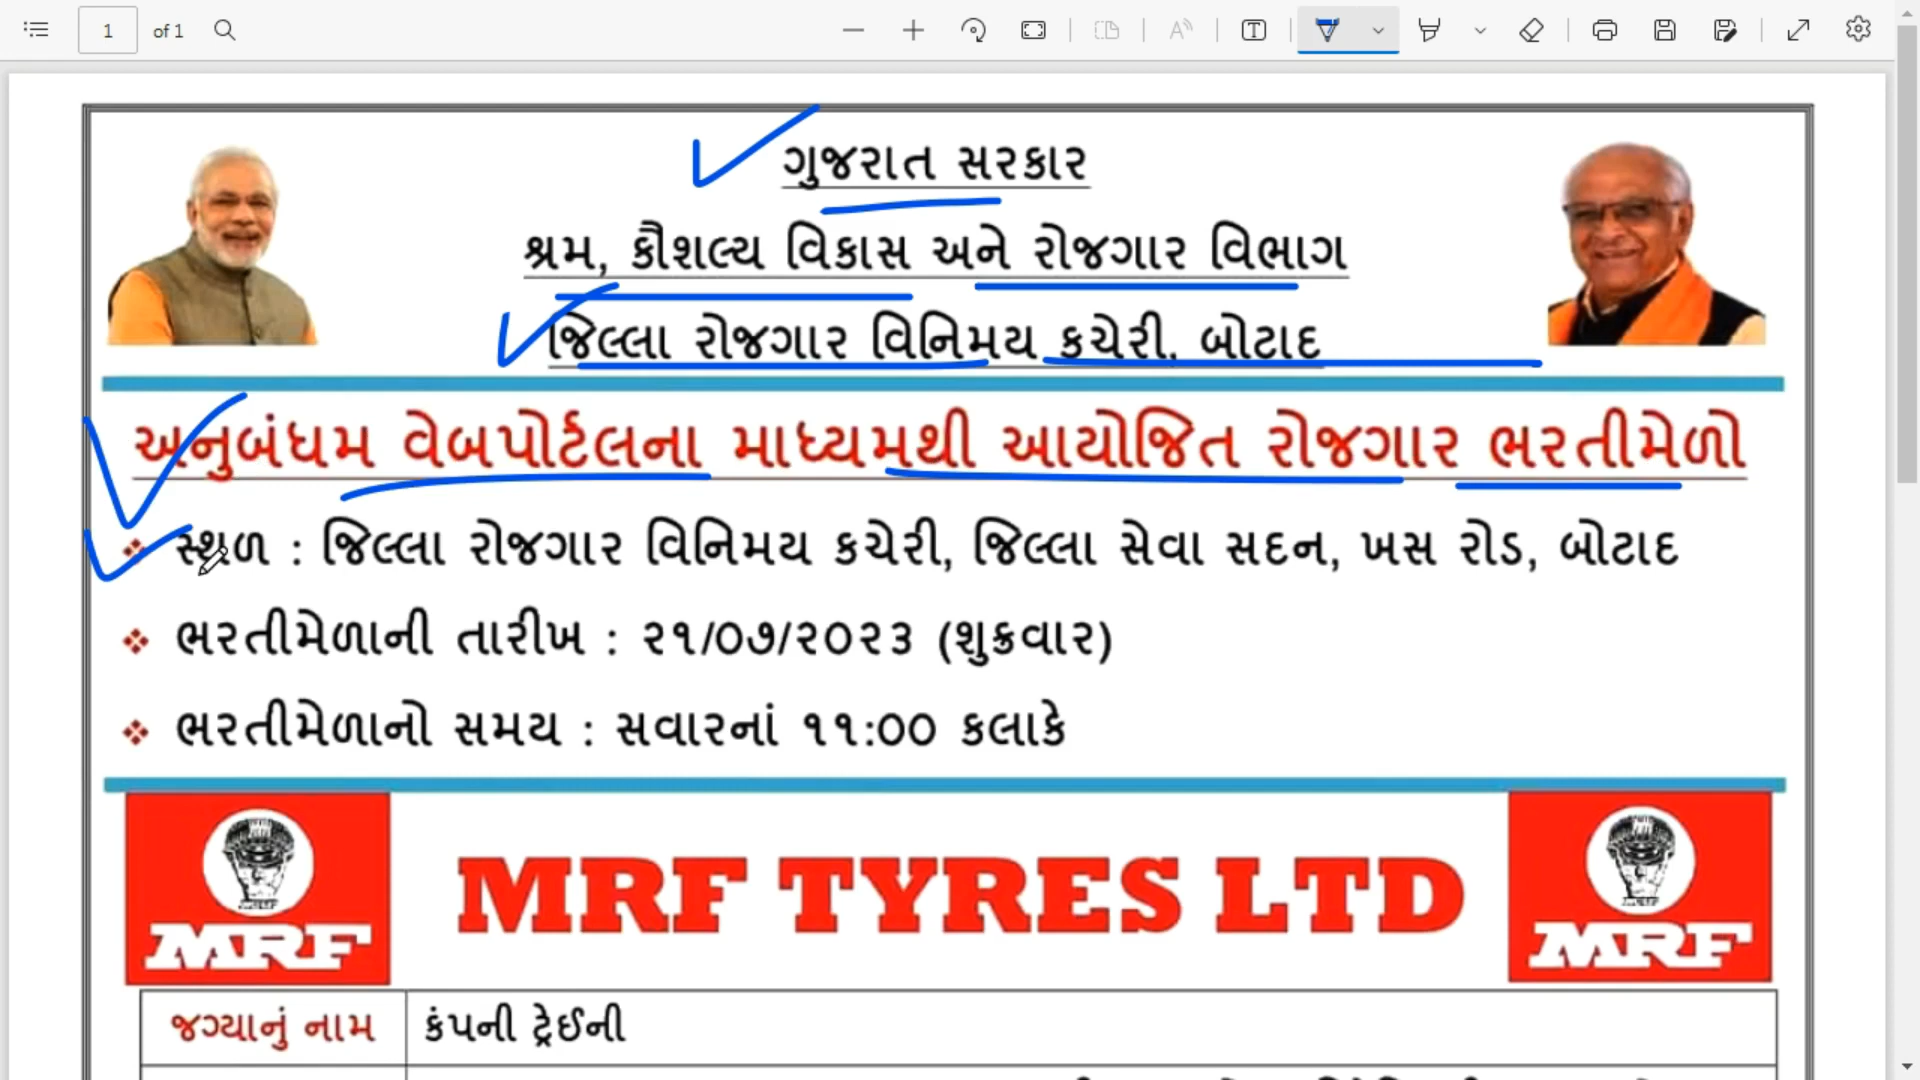 1 of 1
ગુજરાત સરકાર
શ્રમ, કૌશલ્ય વિકાસ અને રોજગાર વિભાગ
જિલ્લા રોજગાર વિનિમય કચેરી, બોટાદ
અનુબંધમ વેબપોર્ટલના માધ્યમથી આયોજિત રોજગાર ભરતીમેળો
સ્થળ : જિલ્લા રોજગાર વિનિમય કચેરી, જિલ્લા સેવા સદન, ખસ રોડ, બોટાદ
ભરતીમેળાની તારીખ : ૨૧/૦૭/૨૦૨૩ (શુક્રવાર)
ભરતીમેળાનો સમય : સવારનાં ૧૧:૦૦ કલાકે
MRF MRF TYRES LTD MRF
જગ્યાનું નામ કંપની ટ્રેઈની